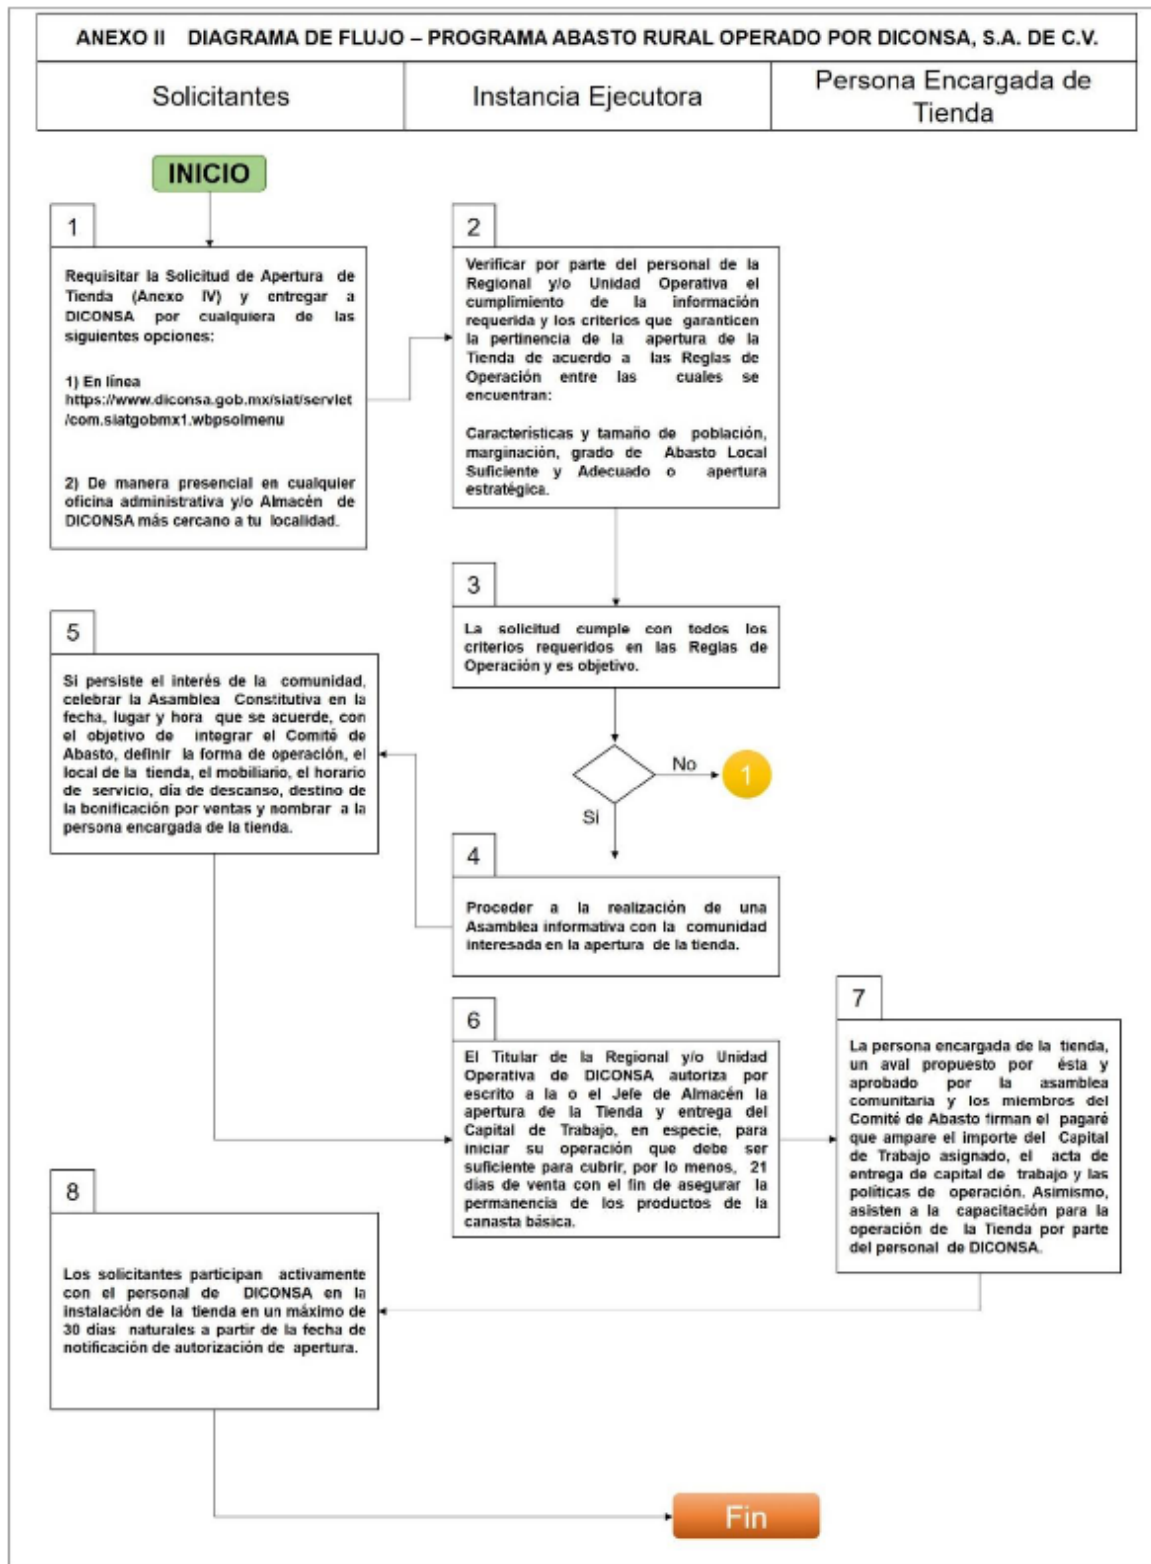 ANEXO II DIAGRAMA DE FLUJO – PROGRAMA ABASTO RURAL OPERADO POR DICONSA, S.A. DE C.V.
Solicitantes
Instancia Ejecutora
Persona Encargada de
Tienda
INICIO
1
Requisitar la Solicitud de Apertura de
Tienda (Anexo IV) y entregar a
DICONSA por cualquiera de las
siguientes opciones:
1) En línea
https://www.diconsa.gob.mx/siat/servlet
/com.siatgobmx1.wbpsolmenu
2) De manera presencial en cualquier
oficina administrativa y/o Almacén de
DICONSA más cercano a tu localidad.
2
Verificar por parte del personal de la
Regional y/o Unidad Operativa el
cumplimiento de la información
requerida y los criterios que garanticen
la pertinencia de la apertura de la
Tienda de acuerdo a las Reglas de
Operación entre las cuales se
encuentran:
Características y tamaño de población,
marginación, grado de Abasto Local
Suficiente y Adecuado o apertura
estratégica.
3
La solicitud cumple con todos los
criterios requeridos en las Reglas de
Operación y es objetivo.
No
1
Sí
4
Proceder a la realización de una
Asamblea informativa con la comunidad
interesada en la apertura de la tienda.
5
Si persiste el interés de la comunidad,
celebrar la Asamblea Constitutiva en la
fecha, lugar y hora que se acuerde, con
el objetivo de integrar el Comité de
Abasto, definir la forma de operación, el
local de la tienda, el mobiliario, el horario
de servicio, día de descanso, destino de
la bonificación por ventas y nombrar a la
persona encargada de la tienda.
6
El Titular de la Regional y/o Unidad
Operativa de DICONSA autoriza por
escrito a la o el Jefe de Almacén la
apertura de la Tienda y entrega del
Capital de Trabajo, en especie, para
iniciar su operación que debe ser
suficiente para cubrir, por lo menos, 21
días de venta con el fin de asegurar la
permanencia de los productos de la
canasta básica.
7
La persona encargada de la tienda,
un aval propuesto por ésta y
aprobado por la asamblea
comunitaria y los miembros del
Comité de Abasto firman el pagaré
que ampare el importe del Capital
de Trabajo asignado, el acta de
entrega de capital de trabajo y las
políticas de operación. Asimismo,
asisten a la capacitación para la
operación de la Tienda por parte
del personal de DICONSA.
8
Los solicitantes participan activamente
con el personal de DICONSA en la
instalación de la tienda en un máximo de
30 días naturales a partir de la fecha de
notificación de autorización de apertura.
Fin